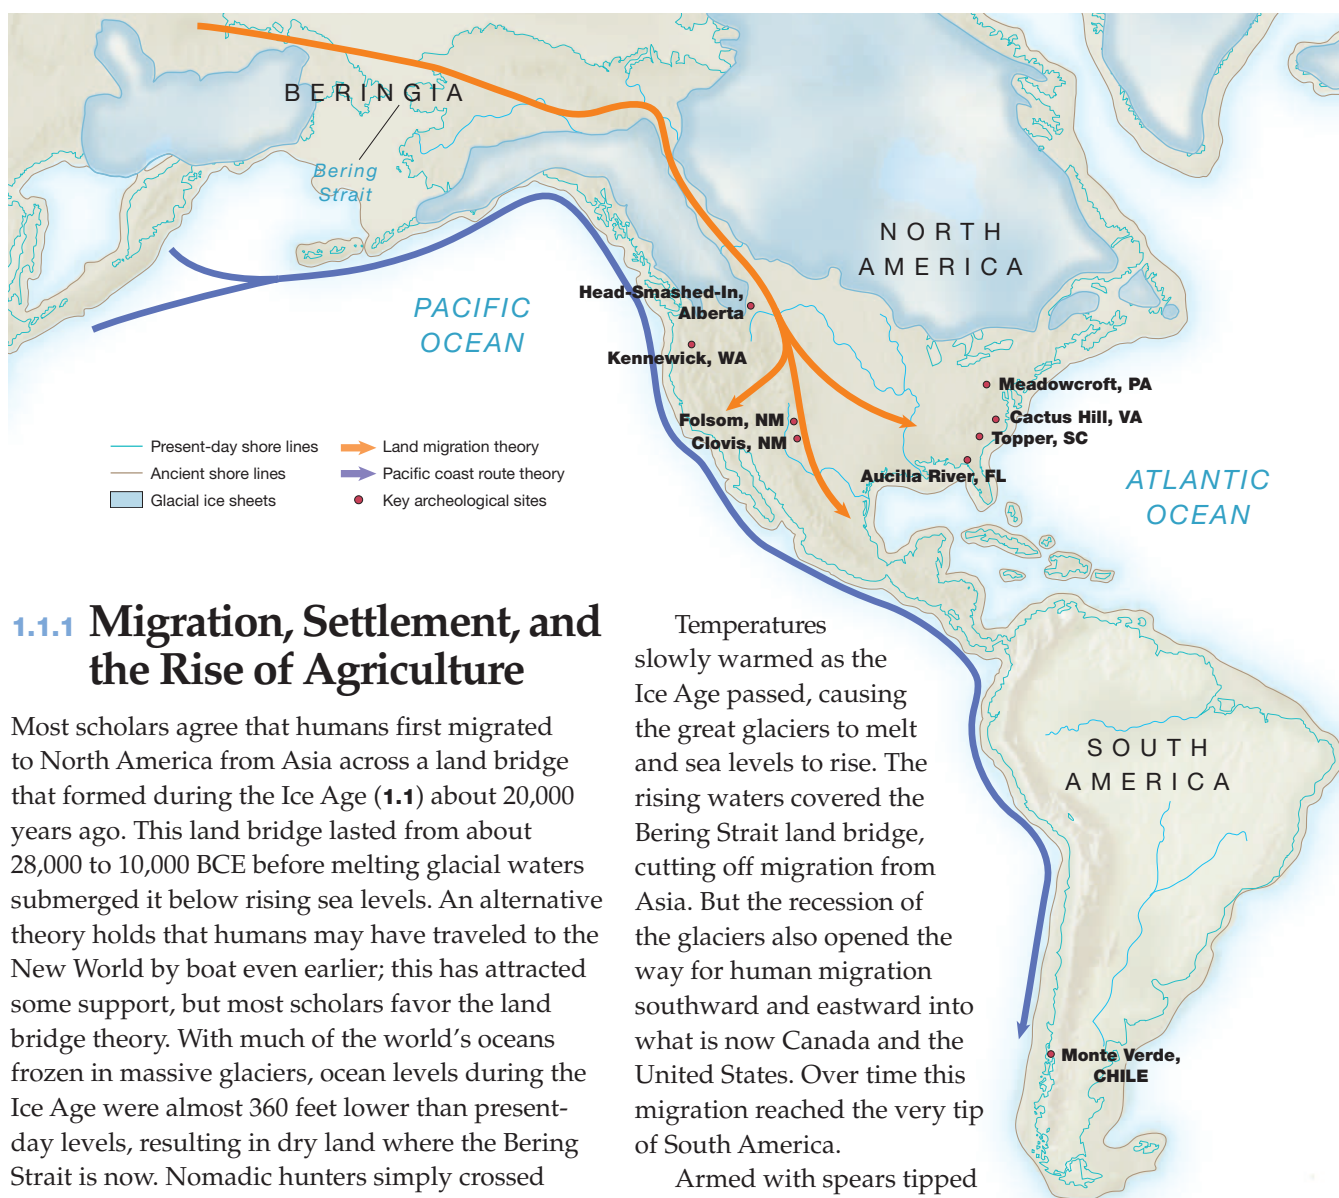 BERINGIA
Bering
Strait
NORTH
AMERICA
PACIFIC
OCEAN
Head-Smashed-In,
Alberta
Kennewick, WA
Meadowcroft, PA
Cactus Hill, VA
Topper, SC
Folsom, NM
Clovis, NM
Aucilla River, FL
ATLANTIC
OCEAN
Present-day shore lines
Ancient shore lines
Glacial ice sheets
Land migration theory
Pacific coast route theory
Key archeological sites
SOUTH
AMERICA
Monte Verde,
CHILE
1.1.1 Migration, Settlement, and
the Rise of Agriculture
Most scholars agree that humans first migrated
to North America from Asia across a land bridge
that formed during the Ice Age (1.1) about 20,000
years ago. This land bridge lasted from about
28,000 to 10,000 BCE before melting glacial waters
submerged it below rising sea levels. An alternative
theory holds that humans may have traveled to the
New World by boat even earlier; this has attracted
some support, but most scholars favor the land
bridge theory. With much of the world's oceans
frozen in massive glaciers, ocean levels during the
Ice Age were almost 360 feet lower than present-
day levels, resulting in dry land where the Bering
Strait is now. Nomadic hunters simply crossed
Temperatures
slowly warmed as the
Ice Age passed, causing
the great glaciers to melt
and sea levels to rise. The
rising waters covered the
Bering Strait land bridge,
cutting off migration from
Asia. But the recession of
the glaciers also opened the
way for human migration
southward and eastward into
what is now Canada and the
United States. Over time this
migration reached the very tip
of South America.
Armed with spears tipped